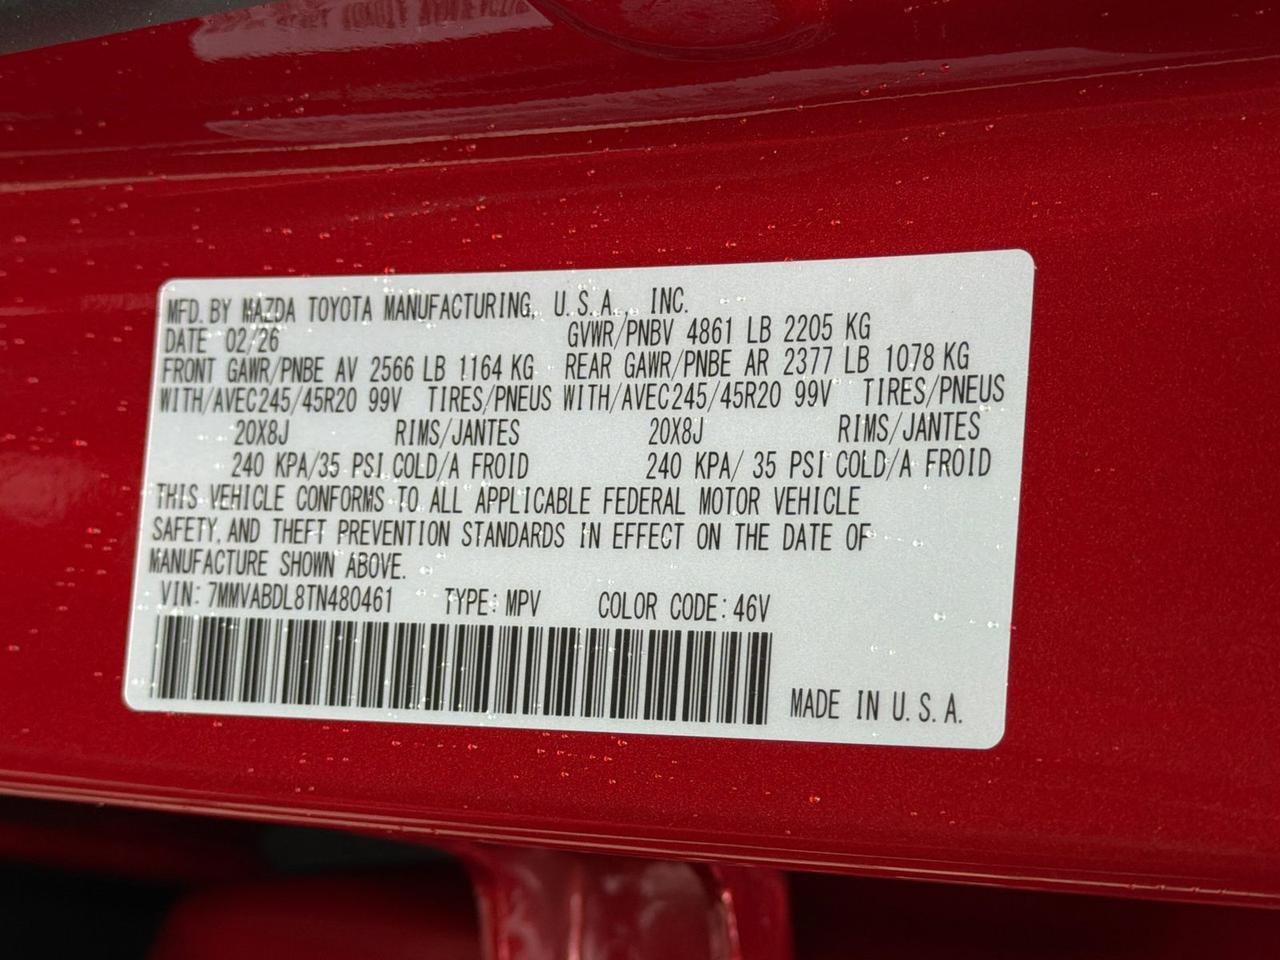 MFD. BY MAZDA TOYOTA MANUFACTURING, U.S.A., INC.
DATE 02/26 GVWR/PNBV 4861 LB 2205 KG
FRONT GAWR/PNBE AV 2566 LB 1164 KG REAR GAWR/PNBE AR 2377 LB 1078 KG
WITH/AVEC245/45R20 99V TIRES/PNEUS WITH/AVEC245/45R20 99V TIRES/PNEUS
20X8J RIMS/JANTES 20X8J RIMS/JANTES
240 KPA/35 PSI COLD/A FROID 240 KPA/ 35 PSI COLD/A FROID
THIS VEHICLE CONFORMS TO ALL APPLICABLE FEDERAL MOTOR VEHICLE
SAFETY, AND THEFT PREVENTION STANDARDS IN EFFECT ON THE DATE OF
MANUFACTURE SHOWN ABOVE.
VIN: 7MMVABDL8TN480461 TYPE: MPV COLOR CODE: 46V
MADE IN U.S.A.